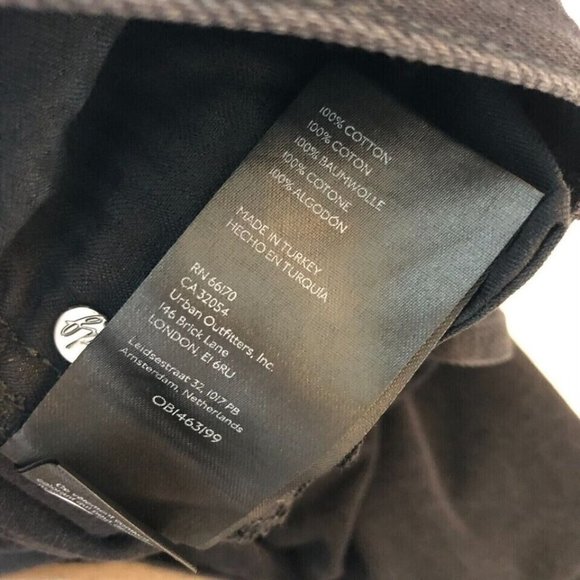 100% COTTON
100% COTON
100% BAUMWOLLE
100% COTONE
100% ALGODÓN
MADE IN TURKEY
HECHO EN TURQUÍA
RN 66170
CA 32054
Urban Outfitters, Inc.
146 Brick Lane
LONDON, E1 6RU
Leidsestraat 32, 1017 PB
Amsterdam, Netherlands
OB1463199